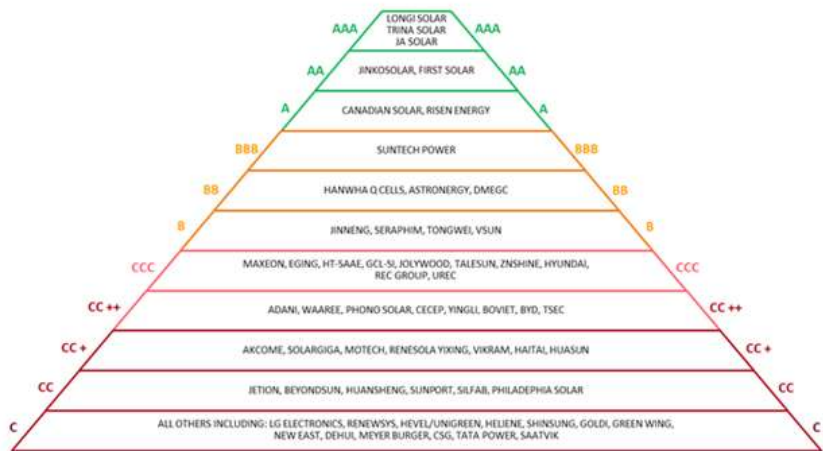 LONGI SOLAR
AAA TRINA SOLAR AAA
JA SOLAR
AA JINKOSOLAR, FIRST SOLAR AA
A CANADIAN SOLAR, RISEN ENERGY A
BBB SUNTECH POWER BBB
BB HANWHA Q CELLS, ASTRONERGY, DMEGC BB
B JINNENG, SERAPHIM, TONGWEI, VSUN B
CCC MAXEON, EGING, HT-SAAE, GCL-SI, JOLYWOOD, TALESUN, ZNSHINE, HYUNDAI, CCC
REC GROUP, UREC
CC ++ ADANI, WAAREE, PHONO SOLAR, CECEP, YINGLI, BOVIET, BYD, TSEC CC ++
CC + AKCOME, SOLARGIGA, MOTECH, RENESOLA YIXING, VIKRAM, HAITAI, HUASUN CC +
CC JETION, BEYONDSUN, HUANSHENG, SUNPORT, SILFAB, PHILADEPHIA SOLAR CC
C ALL OTHERS INCLUDING: LG ELECTRONICS, RENEWSYS, HEVEL/UNIGREEN, HELIENE, SHINSUNG, GOLDI, GREEN WING, C
NEW EAST, DEHUI, MEYER BURGER, CSG, TATA POWER, SAATVIK